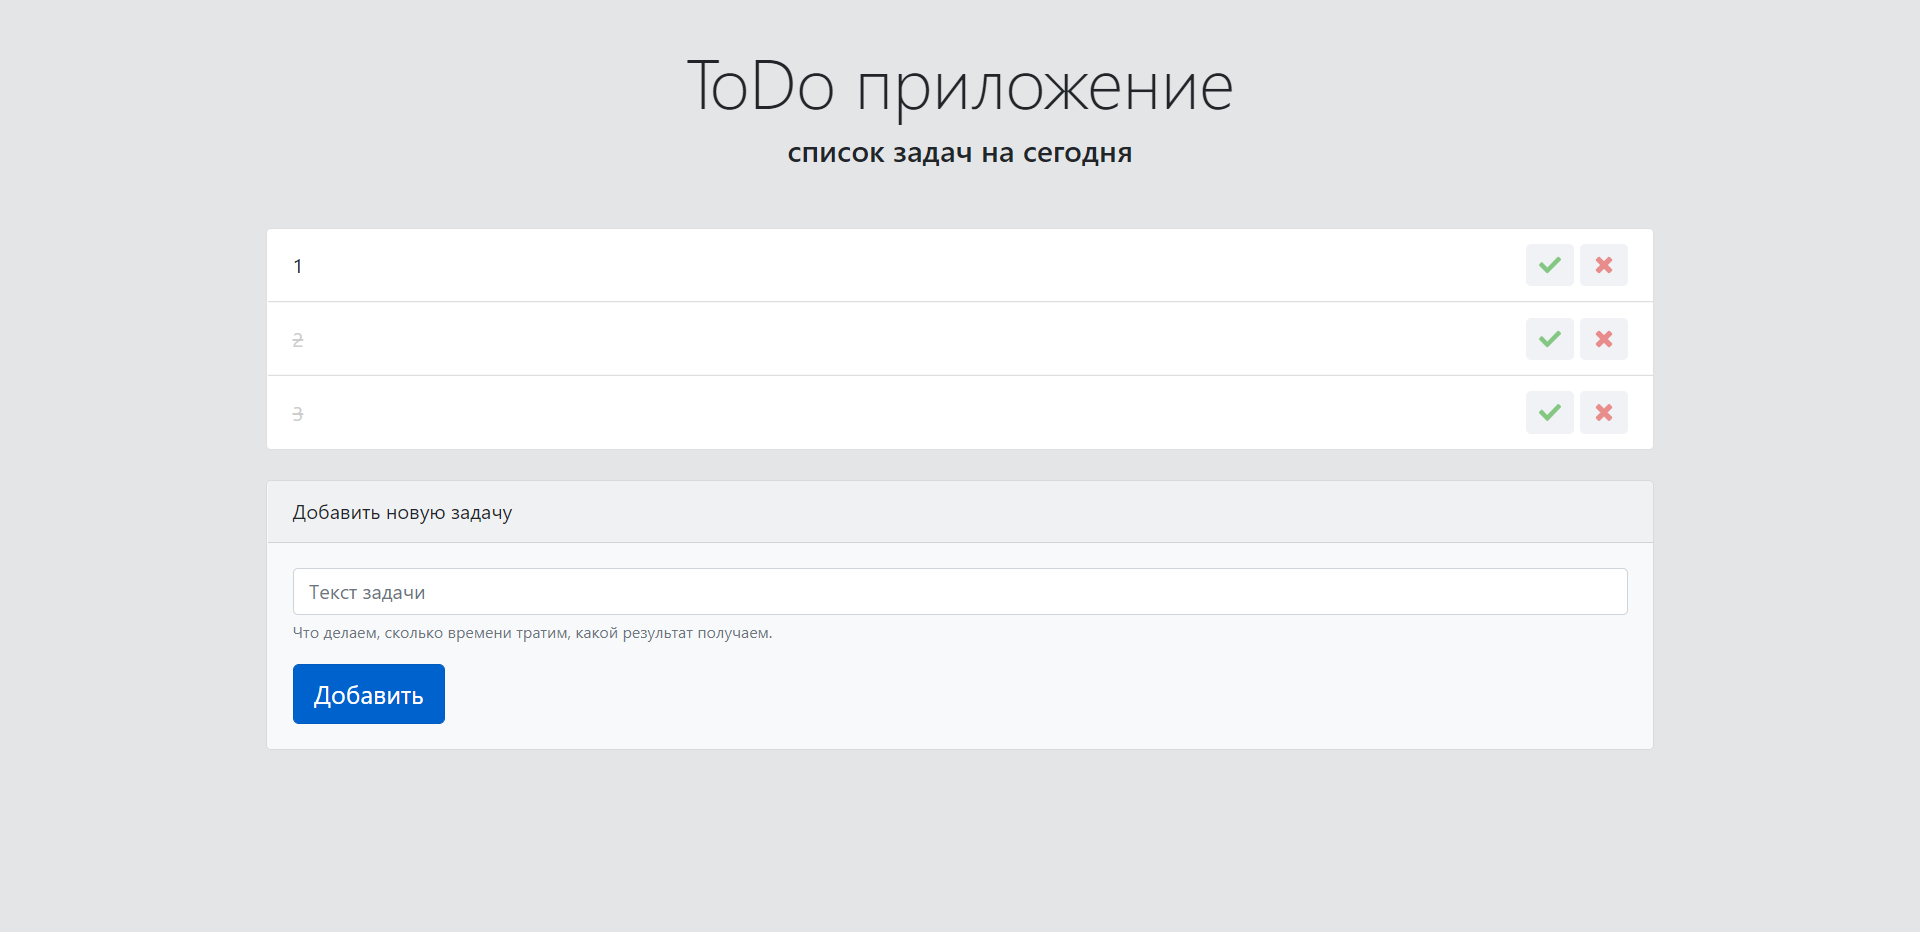 ToDo приложение
список задач на сегодня
1
2
3
Добавить новую задачу
Текст задачи
Что делаем, сколько времени тратим, какой результат получаем.
Добавить